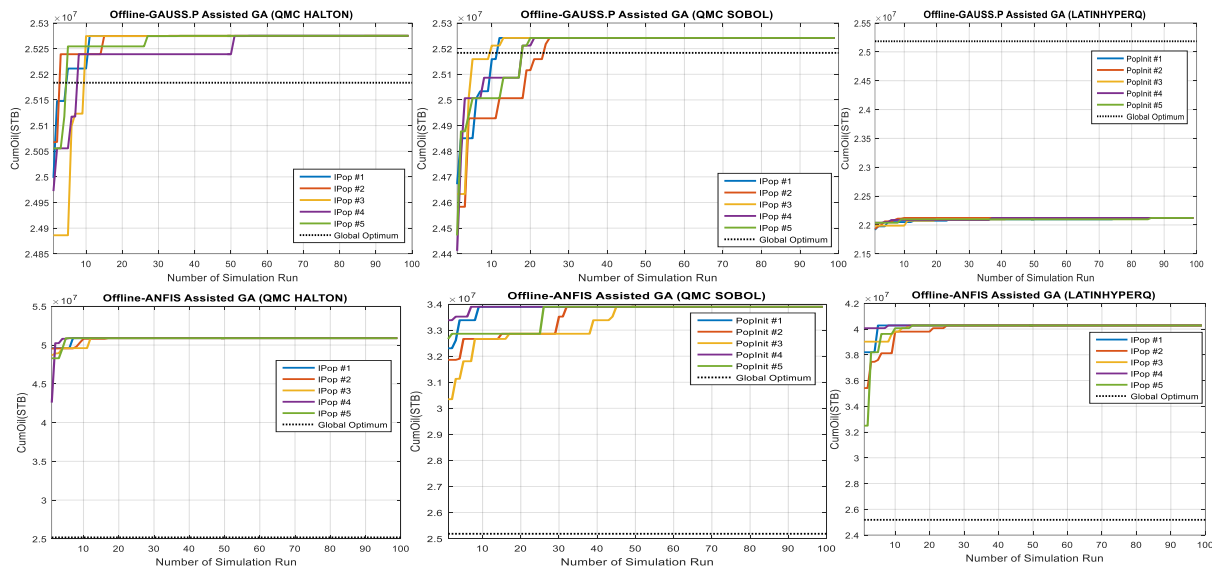 Offline-GAUSS.P Assisted GA (QMC HALTON)
×10⁷
2.53
2.525
2.52
2.515
2.51
2.505
2.5
2.495
2.49
2.485
10 20 30 40 50 60 70 80 90 100
CumOil(STB)
Number of Simulation Run
IPop #1
IPop #2
IPop #3
IPop #4
IPop #5
Global Optimum
Offline-GAUSS.P Assisted GA (QMC SOBOL)
×10⁷
2.53
2.52
2.51
2.5
2.49
2.48
2.47
2.46
2.45
2.44
10 20 30 40 50 60 70 80 90 100
CumOil(STB)
Number of Simulation Run
IPop #1
IPop #2
IPop #3
IPop #4
IPop #5
Global Optimum
Offline-GAUSS.P Assisted GA (LATINHYPERQ)
×10⁷
2.55
2.5
2.45
2.4
2.35
2.3
2.25
2.2
2.15
10 20 30 40 50 60 70 80 90 100
CumOil(STB)
Number of Simulation Run
PopInit #1
PopInit #2
PopInit #3
PopInit #4
PopInit #5
Global Optimum
Offline-ANFIS Assisted GA (QMC HALTON)
×10⁷
5.5
5
4.5
4
3.5
3
2.5
10 20 30 40 50 60 70 80 90 100
CumOil(STB)
Number of Simulation Run
IPop #1
IPop #2
IPop #3
IPop #4
IPop #5
Global Optimum
Offline-ANFIS Assisted GA (QMC SOBOL)
×10⁷
3.4
3.3
3.2
3.1
3
2.9
2.8
2.7
2.6
2.5
10 20 30 40 50 60 70 80 90 100
CumOil(STB)
Number of Simulation Run
PopInit #1
PopInit #2
PopInit #3
PopInit #4
PopInit #5
Global Optimum
Offline-ANFIS Assisted GA (LATINHYPERQ)
×10⁷
4.2
4
3.8
3.6
3.4
3.2
3
2.8
2.6
2.4
10 20 30 40 50 60 70 80 90 100
CumOil(STB)
Number of Simulation Run
IPop #1
IPop #2
IPop #3
IPop #4
IPop #5
Global Optimum